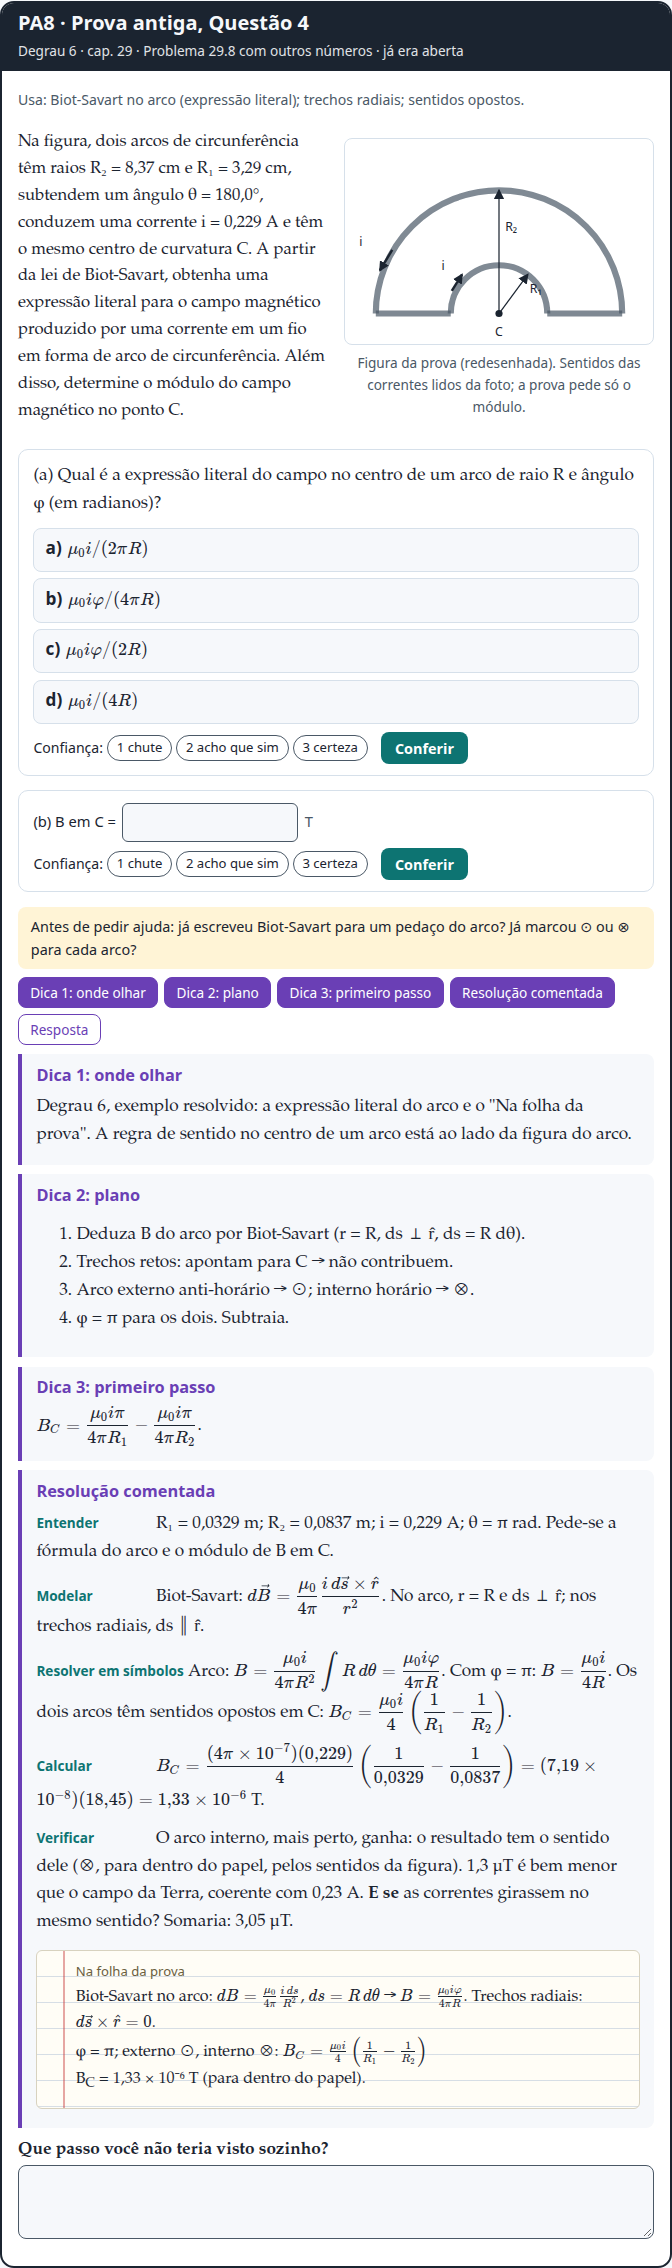 PA8 · Prova antiga, Questão 4
Degrau 6 · cap. 29 · Problema 29.8 com outros números · já era aberta
Usa: Biot-Savart no arco (expressão literal); trechos radiais; sentidos opostos.
Na figura, dois arcos de circunferência
têm raios R₂ = 8,37 cm e R₁ = 3,29 cm,
subtendem um ângulo θ = 180,0°,
conduzem uma corrente i = 0,229 A e têm
o mesmo centro de curvatura C. A partir
da lei de Biot-Savart, obtenha uma
expressão literal para o campo magnético
produzido por uma corrente em um fio
em forma de arco de circunferência. Além
disso, determine o módulo do campo
magnético no ponto C.
i
R₂
i
R₁
C
Figura da prova (redesenhada). Sentidos das
correntes lidos da foto; a prova pede só o
módulo.
(a) Qual é a expressão literal do campo no centro de um arco de raio R e ângulo
φ (em radianos)?
a) μ₀i/(2πR)
b) μ₀iφ/(4πR)
c) μ₀iφ/(2R)
d) μ₀i/(4R)
Confiança: 1 chute 2 acho que sim 3 certeza Conferir
(b) B em C = T
Confiança: 1 chute 2 acho que sim 3 certeza Conferir
Antes de pedir ajuda: já escreveu Biot-Savart para um pedaço do arco? Já marcou ⊙ ou ⊗
para cada arco?
Dica 1: onde olhar Dica 2: plano Dica 3: primeiro passo Resolução comentada
Resposta
Dica 1: onde olhar
Degrau 6, exemplo resolvido: a expressão literal do arco e o "Na folha da
prova". A regra de sentido no centro de um arco está ao lado da figura do arco.
Dica 2: plano
1. Deduza B do arco por Biot-Savart (r = R, ds ⊥ r̂, ds = R dθ).
2. Trechos retos: apontam para C → não contribuem.
3. Arco externo anti-horário → ⊙; interno horário → ⊗.
4. φ = π para os dois. Subtraia.
Dica 3: primeiro passo
B_C = μ₀iπ/4πR₁ − μ₀iπ/4πR₂.
Resolução comentada
Entender R₁ = 0,0329 m; R₂ = 0,0837 m; i = 0,229 A; θ = π rad. Pede-se a
fórmula do arco e o módulo de B em C.
Modelar Biot-Savart: dB⃗ = μ₀/4π i ds⃗ × r̂/r². No arco, r = R e ds ⊥ r̂; nos
trechos radiais, ds ∥ r̂.
Resolver em símbolos Arco: B = μ₀i/4πR² ∫ R dθ = μ₀iφ/4πR. Com φ = π: B = μ₀i/4R. Os
dois arcos têm sentidos opostos em C: B_C = μ₀i/4 (1/R₁ − 1/R₂).
Calcular B_C = (4π × 10⁻⁷)(0,229)/4 (1/0,0329 − 1/0,0837) = (7,19 ×
10⁻⁸)(18,45) = 1,33 × 10⁻⁶ T.
Verificar O arco interno, mais perto, ganha: o resultado tem o sentido
dele (⊗, para dentro do papel, pelos sentidos da figura). 1,3 μT é bem menor
que o campo da Terra, coerente com 0,23 A. E se as correntes girassem no
mesmo sentido? Somaria: 3,05 μT.
Na folha da prova
Biot-Savart no arco: dB = μ₀/4π i ds/R², ds = R dθ → B = μ₀iφ/4πR. Trechos radiais:
ds⃗ × r̂ = 0.
φ = π; externo ⊙, interno ⊗: B_C = μ₀i/4 (1/R₁ − 1/R₂)
B_C = 1,33 × 10⁻⁶ T (para dentro do papel).
Que passo você não teria visto sozinho?